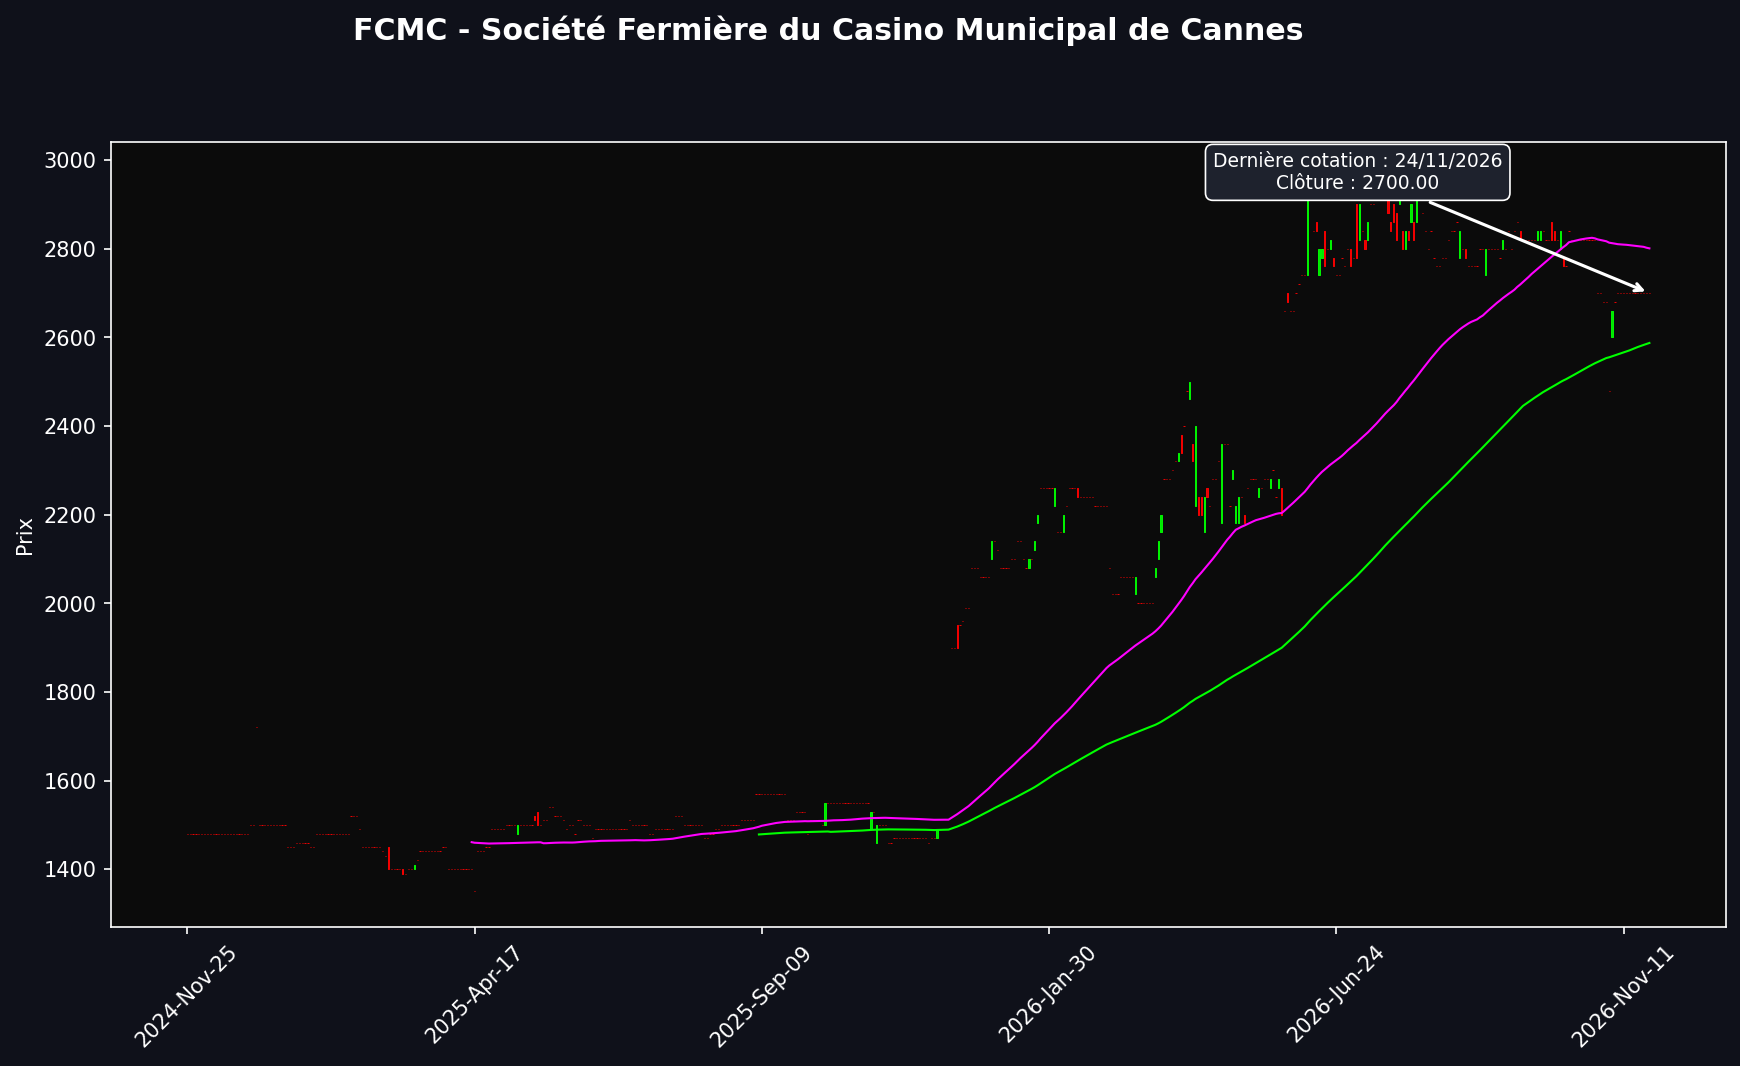 FCMC - Société Fermière du Casino Municipal de Cannes
Dernière cotation : 24/11/2026
Clôture : 2700.00
Prix
3000
2800
2600
2400
2200
2000
1800
1600
1400
2024-Nov-25
2025-Apr-17
2025-Sep-09
2026-Jan-30
2026-Jun-24
2026-Nov-11